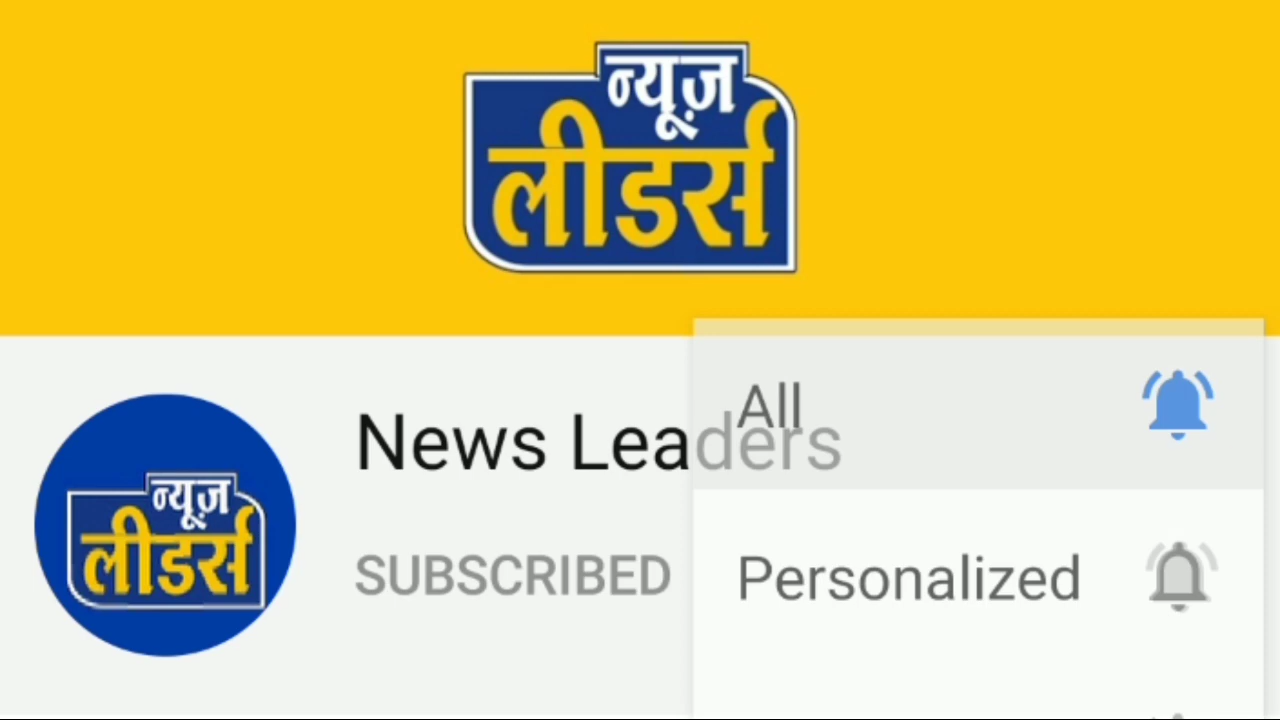 न्यूज़
लीडर्स
न्यूज़
लीडर्स
News Leaders
SUBSCRIBED
All
Personalized